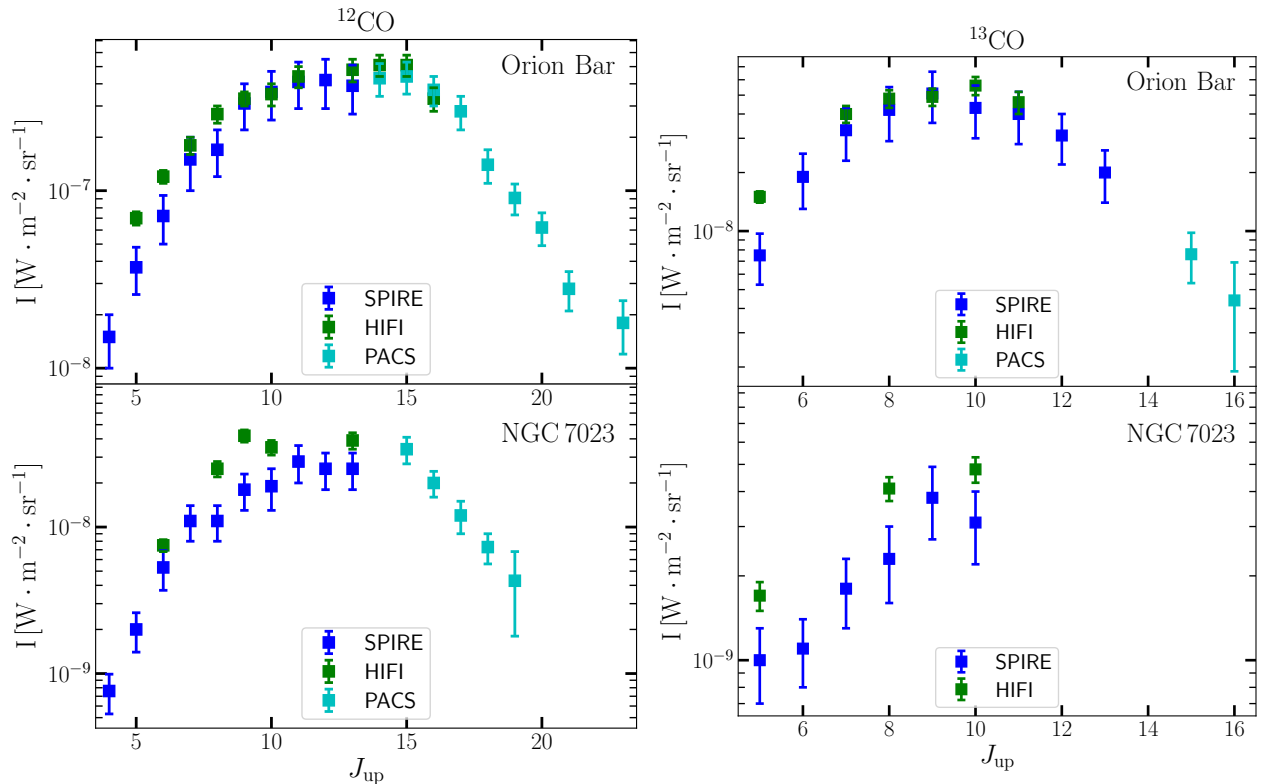 ¹²CO
Orion Bar
I [W · m⁻² · sr⁻¹]
10⁻⁷
10⁻⁸
SPIRE
HIFI
PACS
5 10 15 20
NGC 7023
I [W · m⁻² · sr⁻¹]
10⁻⁸
10⁻⁹
SPIRE
HIFI
PACS
5 10 15 20
J_up
¹³CO
Orion Bar
I [W · m⁻² · sr⁻¹]
10⁻⁸
SPIRE
HIFI
PACS
6 8 10 12 14 16
NGC 7023
I [W · m⁻² · sr⁻¹]
10⁻⁹
SPIRE
HIFI
6 8 10 12 14 16
J_up